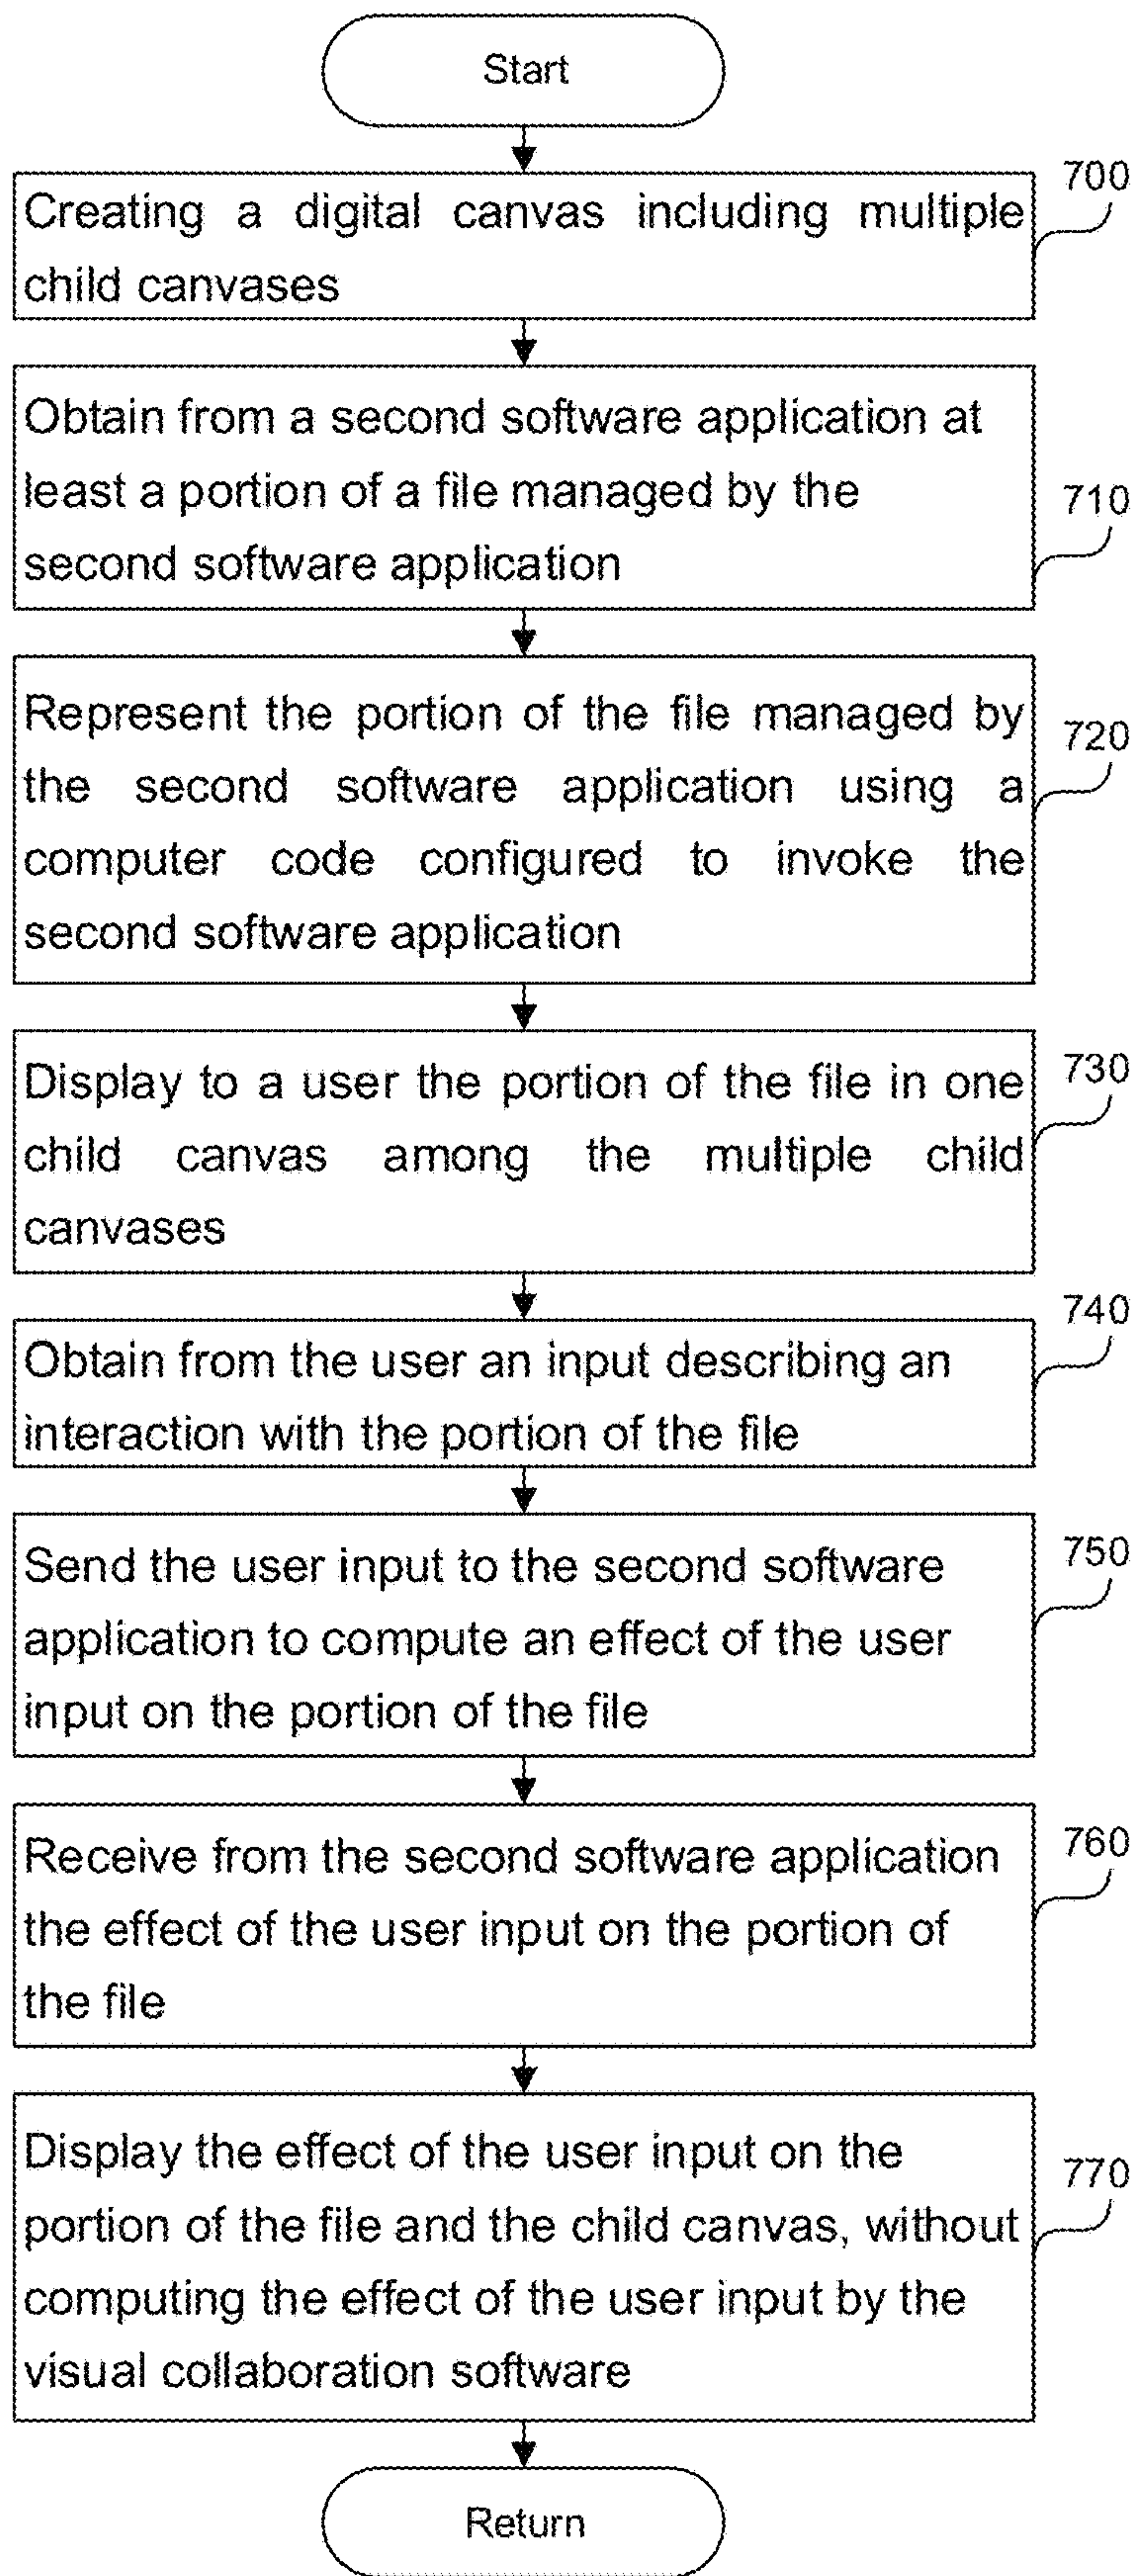 Start
700
Creating a digital canvas including multiple
child canvases
Obtain from a second software application at
least a portion of a file managed by the
710
second software application
Represent the portion of the file managed by
720
the second software application using a
computer code configured to invoke the
second software application
730
Display to a user the portion of the file in one
child canvas among the multiple child
canvases
740
Obtain from the user an input describing an
interaction with the portion of the file
750
Send the user input to the second software
application to compute an effect of the user
input on the portion of the file
760
Receive from the second software application
the effect of the user input on the portion of
the file
Display the effect of the user input on the
770
portion of the file and the child canvas, without
computing the effect of the user input by the
visual collaboration software
Return